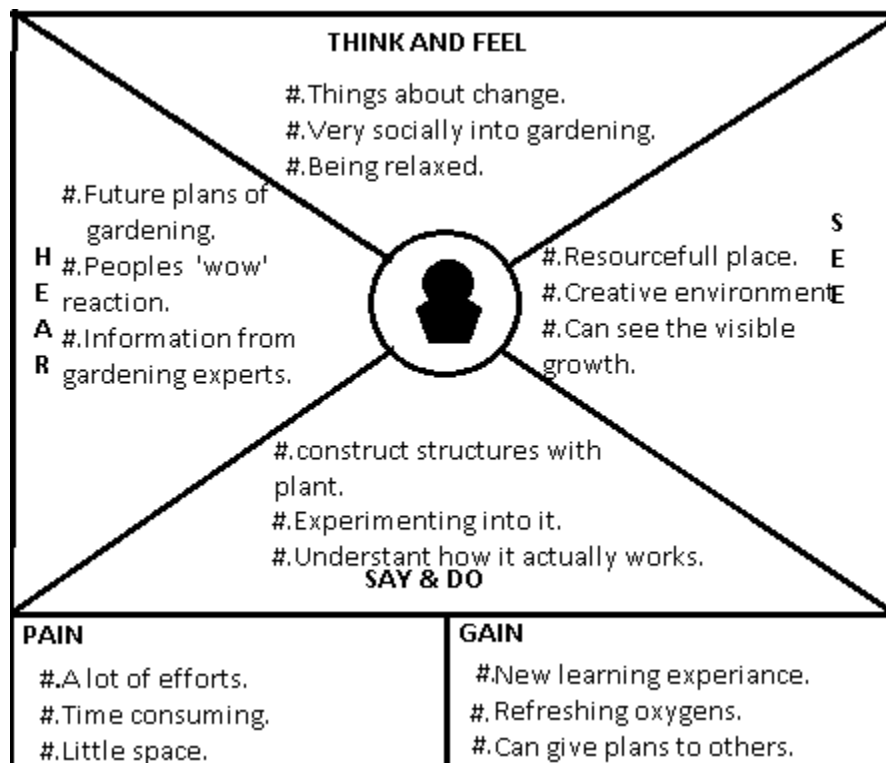 THINK AND FEEL
#.Things about change.
#.Very socially into gardening.
#.Being relaxed.
#.Future plans of
gardening.
#.Peoples 'wow'
reaction.
#.Information from
gardening experts.
H
E
A
R
#.Resourcefull place.
#.Creative environment
#.Can see the visible
growth.
S
E
E
#.construct structures with
plant.
#.Experimenting into it.
#.Understant how it actually works.
SAY & DO
PAIN
#.A lot of efforts.
#.Time consuming.
#.Little space.
GAIN
#.New learning experiance.
#.Refreshing oxygens.
#.Can give plans to others.